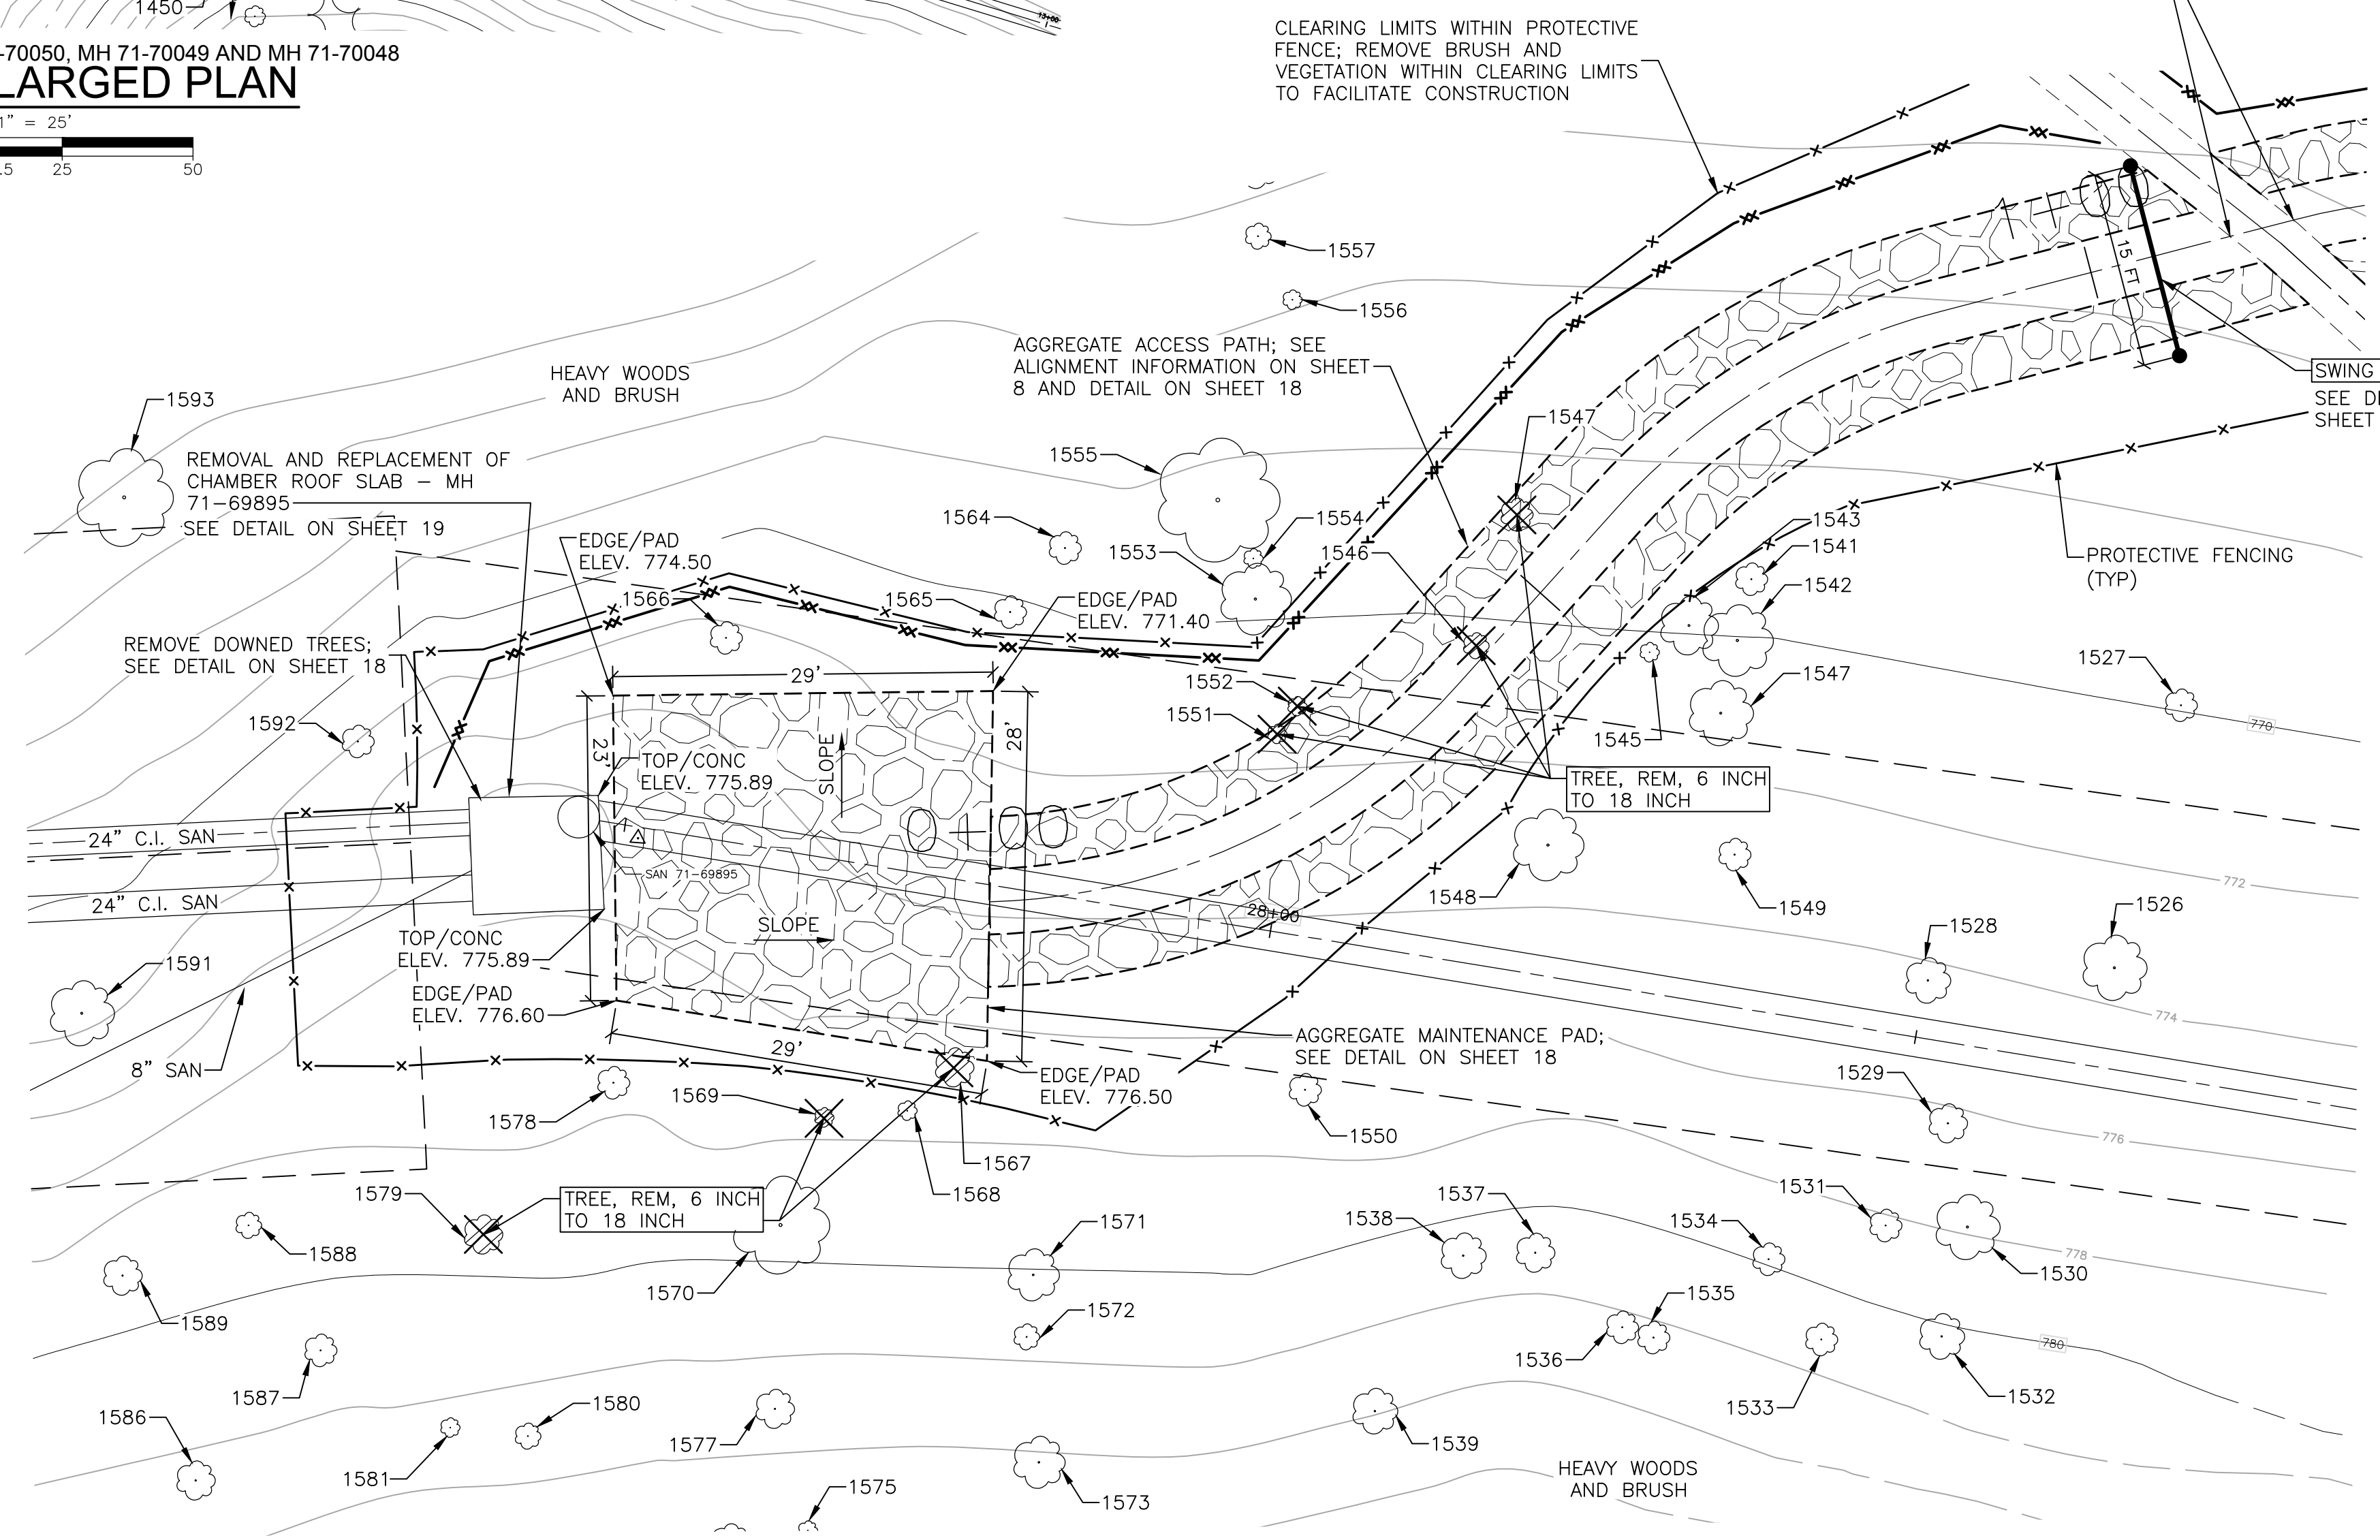 1450
13+00
-70050, MH 71-70049 AND MH 71-70048
LARGED PLAN
1" = 25'
25
50
CLEARING LIMITS WITHIN PROTECTIVE
FENCE; REMOVE BRUSH AND
VEGETATION WITHIN CLEARING LIMITS
TO FACILITATE CONSTRUCTION
1557
1556
15 FT
AGGREGATE ACCESS PATH; SEE
ALIGNMENT INFORMATION ON SHEET
8 AND DETAIL ON SHEET 18
HEAVY WOODS
AND BRUSH
SWING
SEE
SHEET
1593
REMOVAL AND REPLACEMENT OF
CHAMBER ROOF SLAB – MH
71-69895
SEE DETAIL ON SHEET 19
1547
1555
1564
1554
1553
1546
1543
1541
1542
PROTECTIVE FENCING
(TYP)
EDGE/PAD
ELEV. 774.50
1566
1565
EDGE/PAD
ELEV. 771.40
REMOVE DOWNED TREES;
SEE DETAIL ON SHEET 18
29'
1552
1551
1547
1527
770
1592
23'
28'
SLOPE
TOP/CONC
ELEV. 775.89
1545
TREE, REM, 6 INCH
TO 18 INCH
24" C.I. SAN
0+00
SAN 71-69895
24" C.I. SAN
28+00
1548
1549
772
1526
1528
SLOPE
TOP/CONC
ELEV. 775.89
1591
EDGE/PAD
ELEV. 776.60
774
AGGREGATE MAINTENANCE PAD;
SEE DETAIL ON SHEET 18
29'
8" SAN
EDGE/PAD
ELEV. 776.50
1529
1569
1578
1550
776
1567
1568
1579
TREE, REM, 6 INCH
TO 18 INCH
1531
1537
1538
1534
1571
1588
778
1530
1570
1535
1572
1589
780
1536
1587
1532
1533
1586
1580
1577
1539
1581
HEAVY WOODS
AND BRUSH
1575
1573